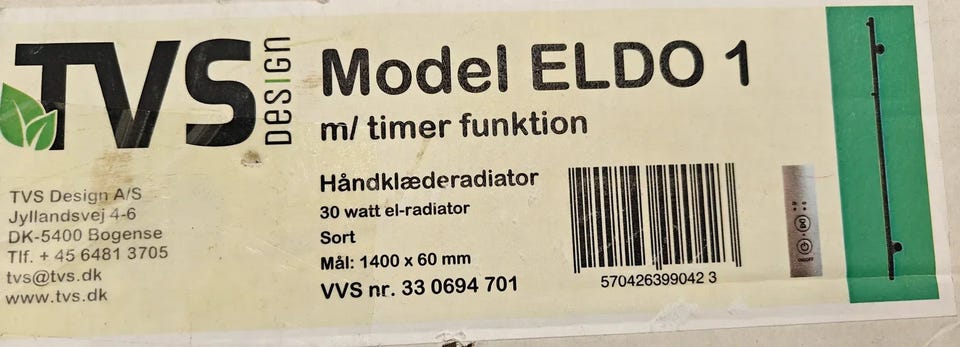 TVS
DESIGN
Model ELDO 1
m/ timer funktion
Håndklæderadiator
30 watt el-radiator
Sort
Mål: 1400 x 60 mm
VVS nr. 33 0694 701
TVS Design A/S
Jyllandsvej 4-6
DK-5400 Bogense
Tlf. + 45 6481 3705
tvs@tvs.dk
www.tvs.dk
570426399042 3
ON/OFF